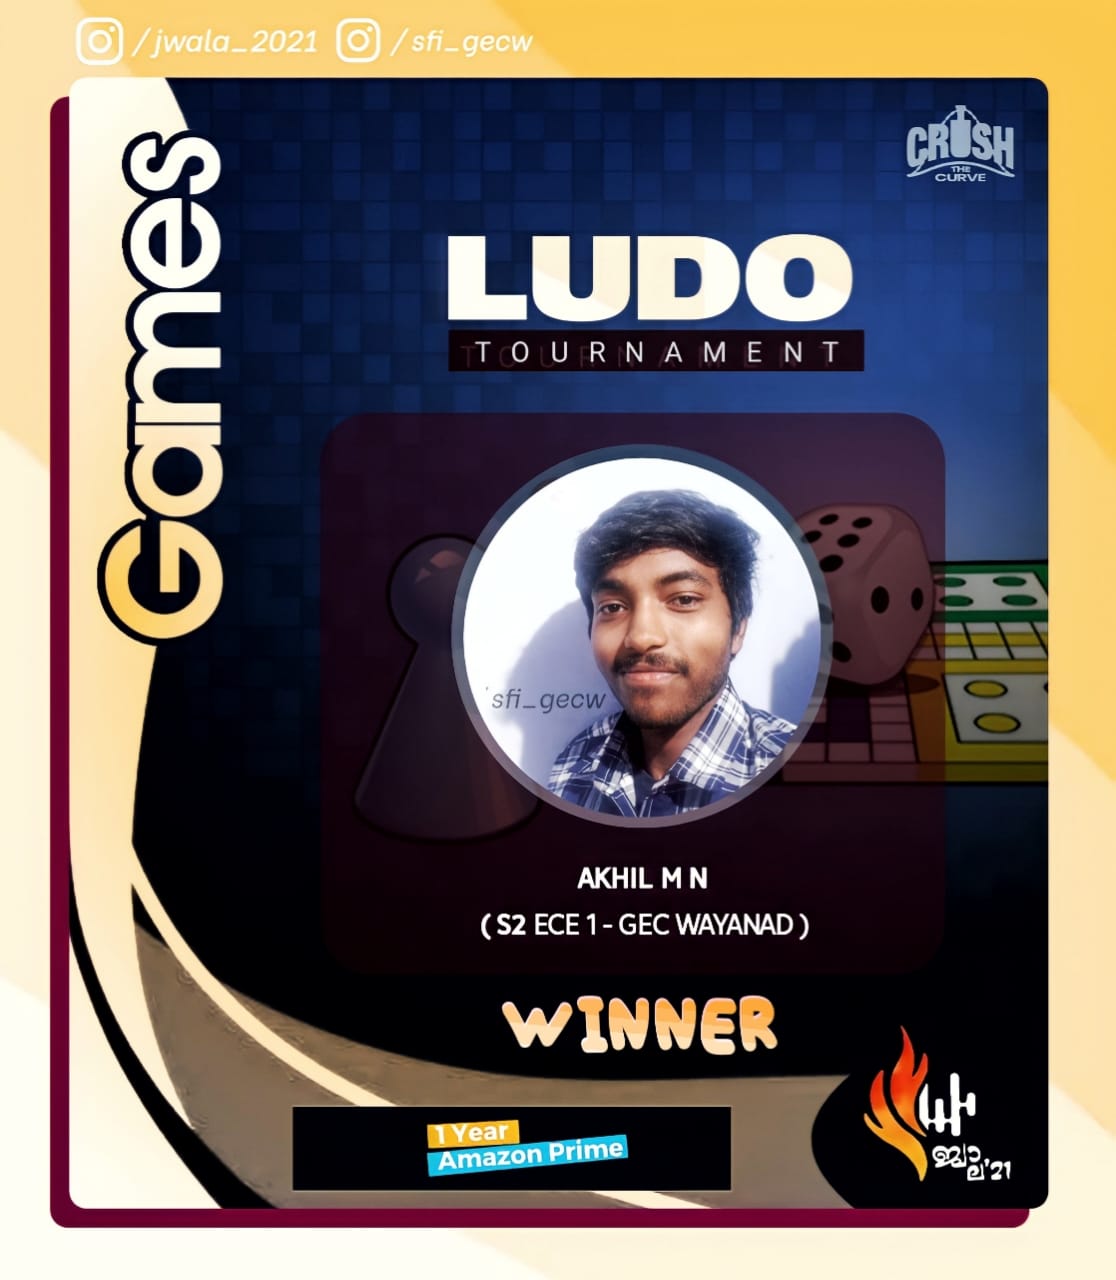 /jwala_2021 /sfi_gecw
Games
CRUSH
THE
CURVE
LUDO
TOURNAMENT
sfi_gecw
AKHIL M N
( S2 ECE 1 - GEC WAYANAD )
WINNER
1 Year
Amazon Prime
ജ്വാല'21